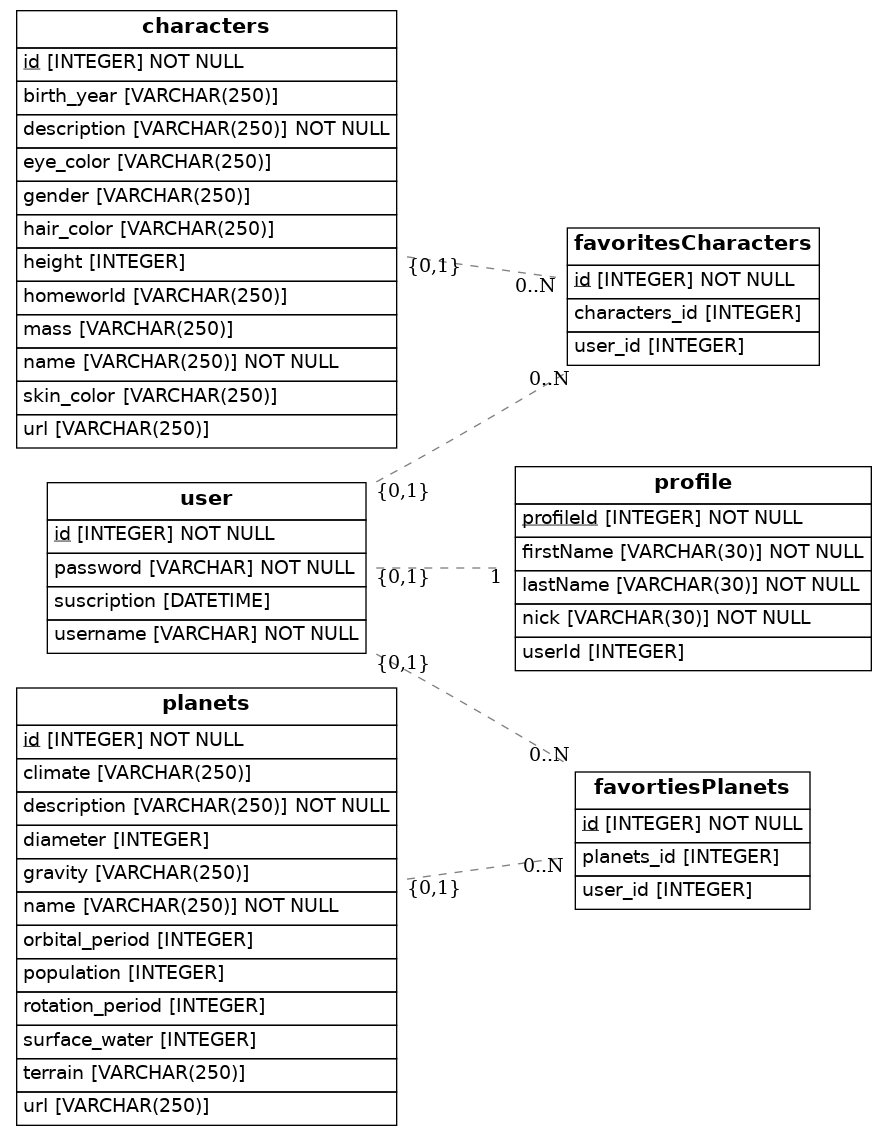 characters
id [INTEGER] NOT NULL
birth_year [VARCHAR(250)]
description [VARCHAR(250)] NOT NULL
eye_color [VARCHAR(250)]
gender [VARCHAR(250)]
hair_color [VARCHAR(250)]
height [INTEGER]
homeworld [VARCHAR(250)]
mass [VARCHAR(250)]
name [VARCHAR(250)] NOT NULL
skin_color [VARCHAR(250)]
url [VARCHAR(250)]
{0,1}
0..N
favoritesCharacters
id [INTEGER] NOT NULL
characters_id [INTEGER]
user_id [INTEGER]
0..N
{0,1}
user
id [INTEGER] NOT NULL
password [VARCHAR] NOT NULL
suscription [DATETIME]
username [VARCHAR] NOT NULL
{0,1}
1
profile
profileId [INTEGER] NOT NULL
firstName [VARCHAR(30)] NOT NULL
lastName [VARCHAR(30)] NOT NULL
nick [VARCHAR(30)] NOT NULL
userId [INTEGER]
{0,1}
0..N
planets
id [INTEGER] NOT NULL
climate [VARCHAR(250)]
description [VARCHAR(250)] NOT NULL
diameter [INTEGER]
gravity [VARCHAR(250)]
name [VARCHAR(250)] NOT NULL
orbital_period [INTEGER]
population [INTEGER]
rotation_period [INTEGER]
surface_water [INTEGER]
terrain [VARCHAR(250)]
url [VARCHAR(250)]
{0,1}
0..N
favortiesPlanets
id [INTEGER] NOT NULL
planets_id [INTEGER]
user_id [INTEGER]